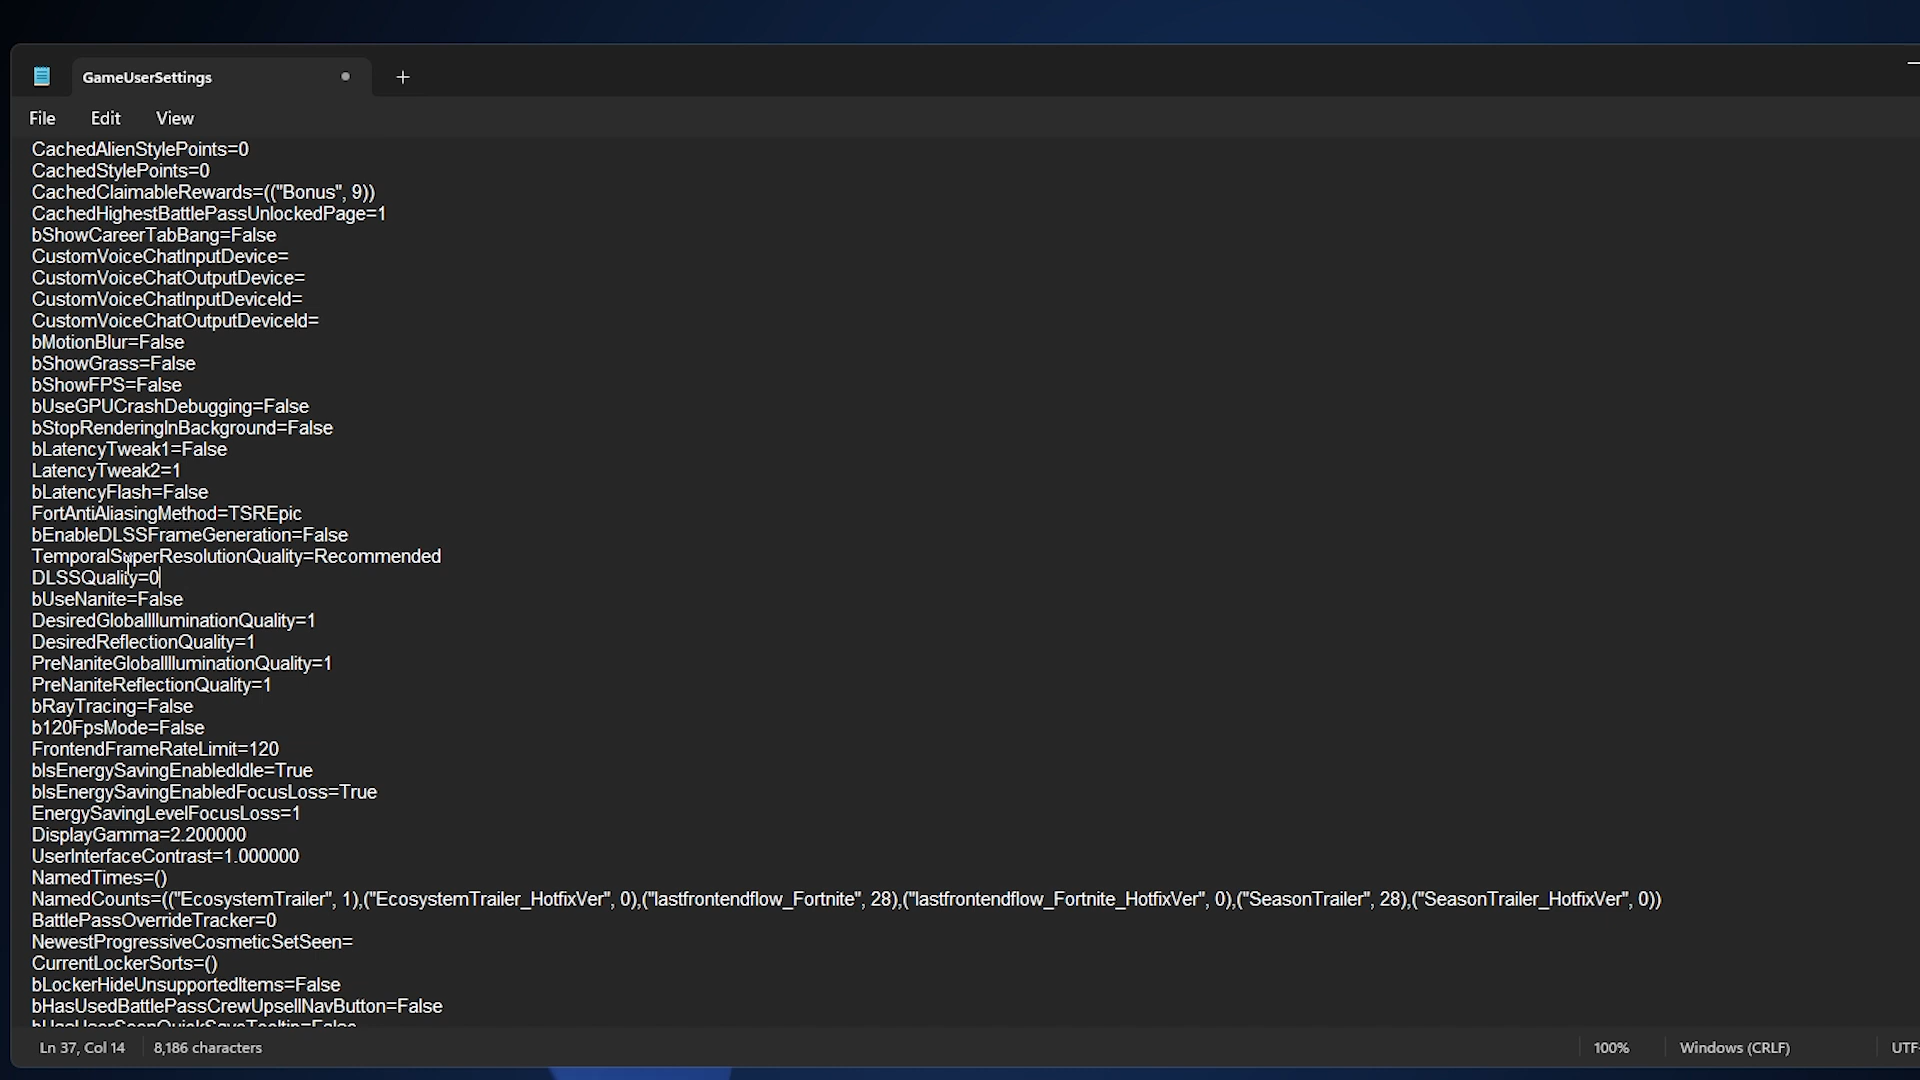 GameUserSettings
File Edit View
CachedAlienStylePoints=0
CachedStylePoints=0
CachedClaimableRewards=(("Bonus", 9))
CachedHighestBattlePassUnlockedPage=1
bShowCareerTabBang=False
CustomVoiceChatInputDevice=
CustomVoiceChatOutputDevice=
CustomVoiceChatInputDeviceId=
CustomVoiceChatOutputDeviceId=
bMotionBlur=False
bShowGrass=False
bShowFPS=False
bUseGPUCrashDebugging=False
bStopRenderingInBackground=False
bLatencyTweak1=False
LatencyTweak2=1
bLatencyFlash=False
FortAntiAliasingMethod=TSREpic
bEnableDLSSFrameGeneration=False
TemporalSuperResolutionQuality=Recommended
DLSSQuality=0
bUseNanite=False
DesiredGlobalIlluminationQuality=1
DesiredReflectionQuality=1
PreNaniteGlobalIlluminationQuality=1
PreNaniteReflectionQuality=1
bRayTracing=False
b120FpsMode=False
FrontendFrameRateLimit=120
bIsEnergySavingEnabledIdle=True
bIsEnergySavingEnabledFocusLoss=True
EnergySavingLevelFocusLoss=1
DisplayGamma=2.200000
UserInterfaceContrast=1.000000
NamedTimes=()
NamedCounts=(("EcosystemTrailer", 1),("EcosystemTrailer_HotfixVer", 0),("lastfrontendflow_Fortnite", 28),("lastfrontendflow_Fortnite_HotfixVer", 0),("SeasonTrailer", 28),("SeasonTrailer_HotfixVer", 0))
BattlePassOverrideTracker=0
NewestProgressiveCosmeticSetSeen=
CurrentLockerSorts=()
bLockerHideUnsupportedItems=False
bHasUsedBattlePassCrewUpsellNavButton=False
Ln 37, Col 14 8,186 characters 100% Windows (CRLF) UTF-